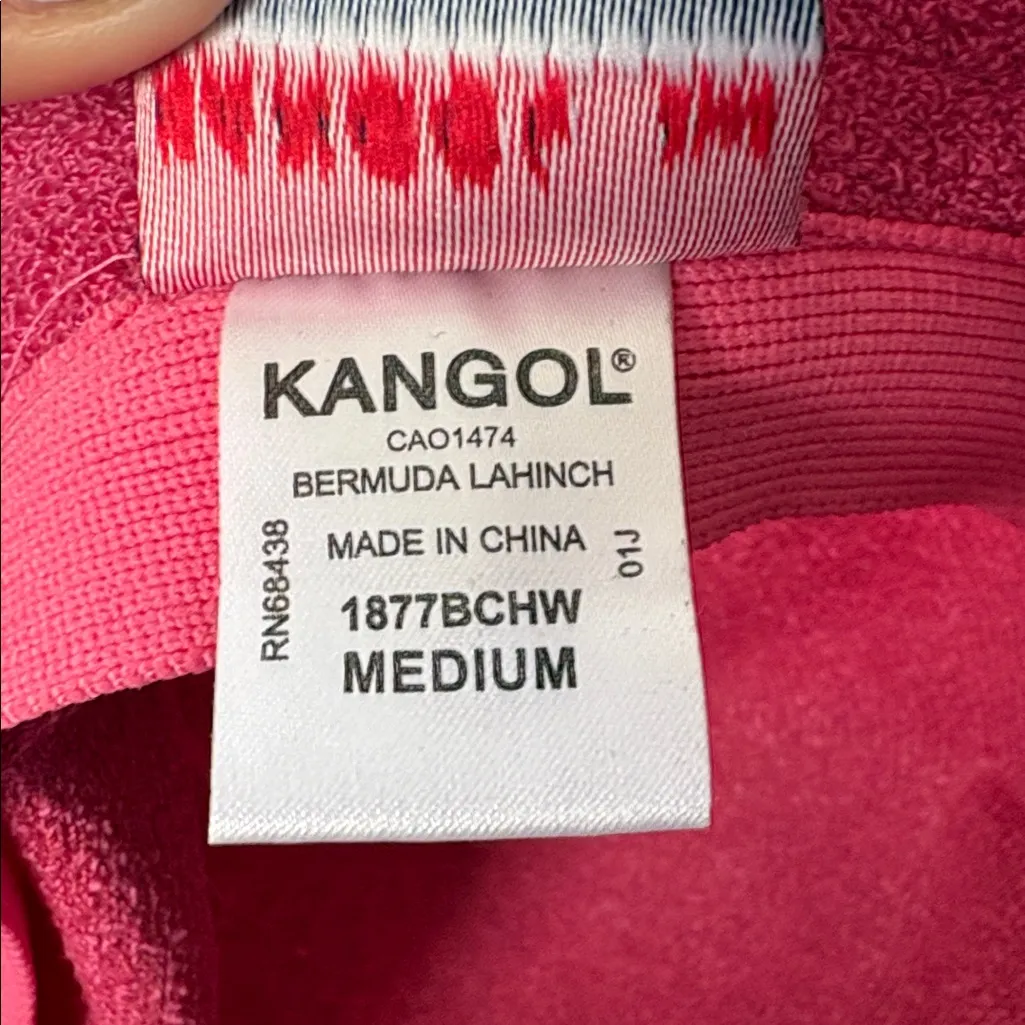 KANGOL®
CAO1474
BERMUDA LAHINCH
MADE IN CHINA
RN68438
01J
1877BCHW
MEDIUM